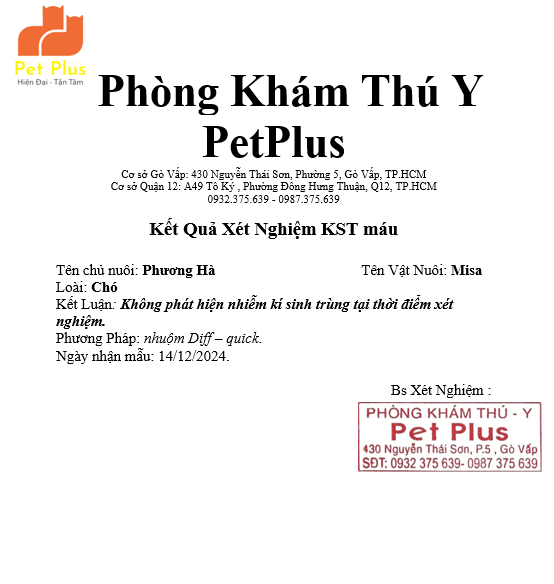 Pet Plus
Hiện Đại - Tận Tâm
Phòng Khám Thú Y
PetPlus
Cơ sở Gò Vấp: 430 Nguyễn Thái Sơn, Phường 5, Gò Vấp, TP.HCM
Cơ sở Quận 12: A49 Tô Ký , Phường Đông Hưng Thuận, Q12, TP.HCM
0932.375.639 - 0987.375.639
Kết Quả Xét Nghiệm KST máu
Tên chủ nuôi: Phương Hà Tên Vật Nuôi: Misa
Loài: Chó
Kết Luận: Không phát hiện nhiễm kí sinh trùng tại thời điểm xét
nghiệm.
Phương Pháp: nhuộm Diff – quick.
Ngày nhận mẫu: 14/12/2024.
Bs Xét Nghiệm :
PHÒNG KHÁM THÚ - Y
Pet Plus
430 Nguyễn Thái Sơn, P.5 , Gò Vấp
SĐT: 0932 375 639- 0987 375 639